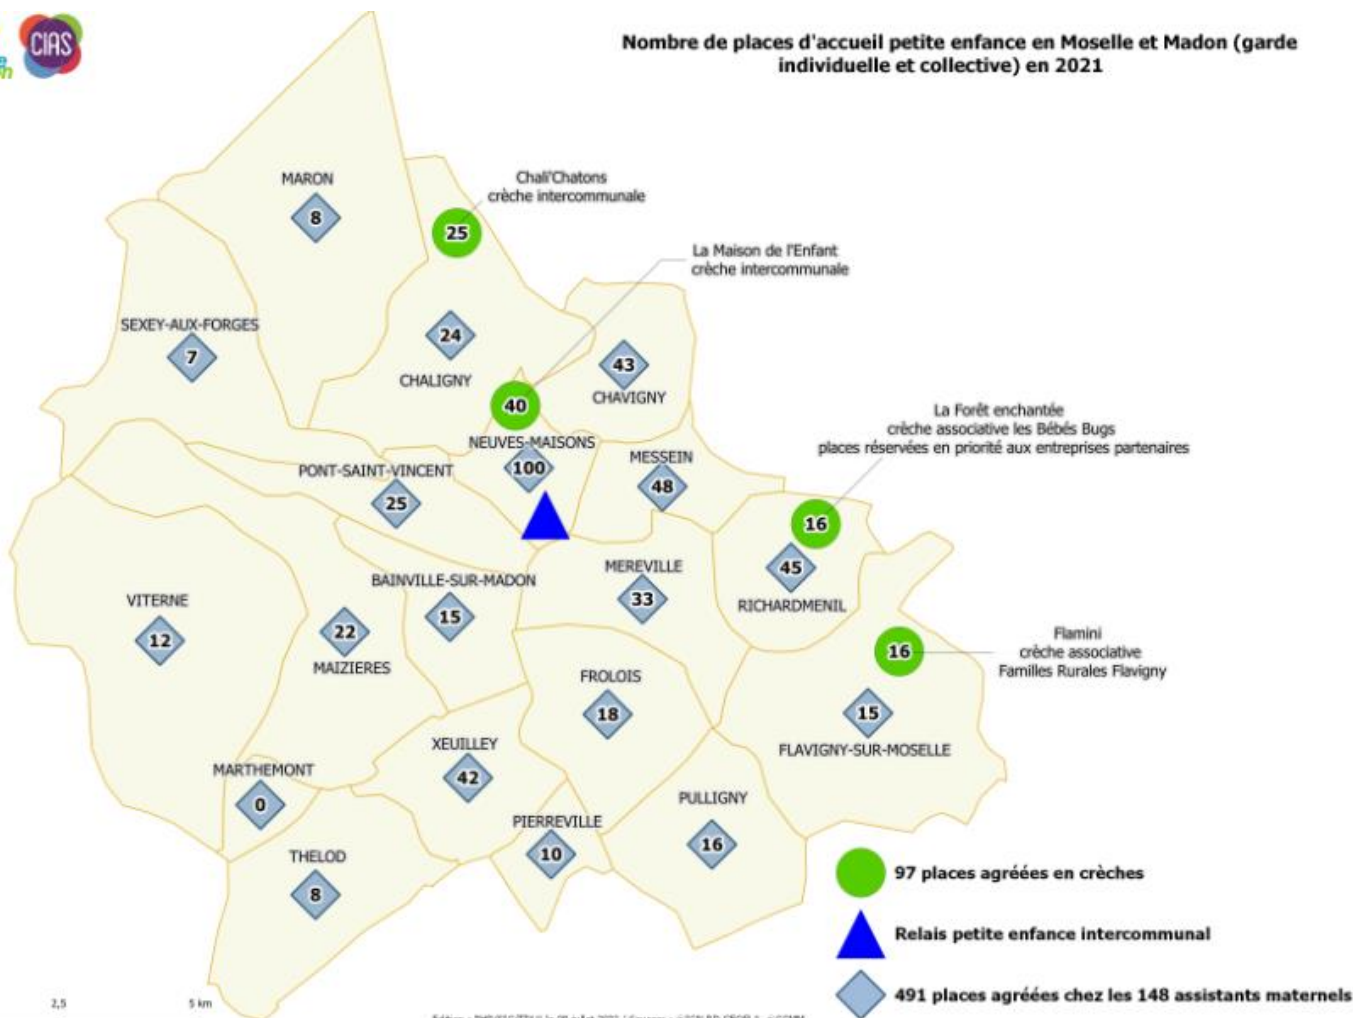 CIAS
Nombre de places d'accueil petite enfance en Moselle et Madon (garde
individuelle et collective) en 2021
MARON
8
Chali'Chatons
crèche intercommunale
25
La Maison de l'Enfant
crèche intercommunale
SEXEY-AUX-FORGES
7
24
CHALIGNY
43
CHAVIGNY
40
La Forêt enchantée
crèche associative les Bébés Bugs
places réservées en priorité aux entreprises partenaires
NEUVES-MAISONS
100
PONT-SAINT-VINCENT
25
MESSEIN
48
16
45
RICHARDMENIL
MEREVILLE
33
BAINVILLE-SUR-MADON
15
VITERNE
12
22
MAIZIERES
Flamini
crèche associative
Familles Rurales Flavigny
16
15
FLAVIGNY-SUR-MOSELLE
FROLOIS
18
XEUILLEY
42
MARTHEMONT
0
PULLIGNY
16
PIERREVILLE
10
THELOD
8
97 places agréées en crèches
Relais petite enfance intercommunal
491 places agréées chez les 148 assistants maternels
2,5
5 km